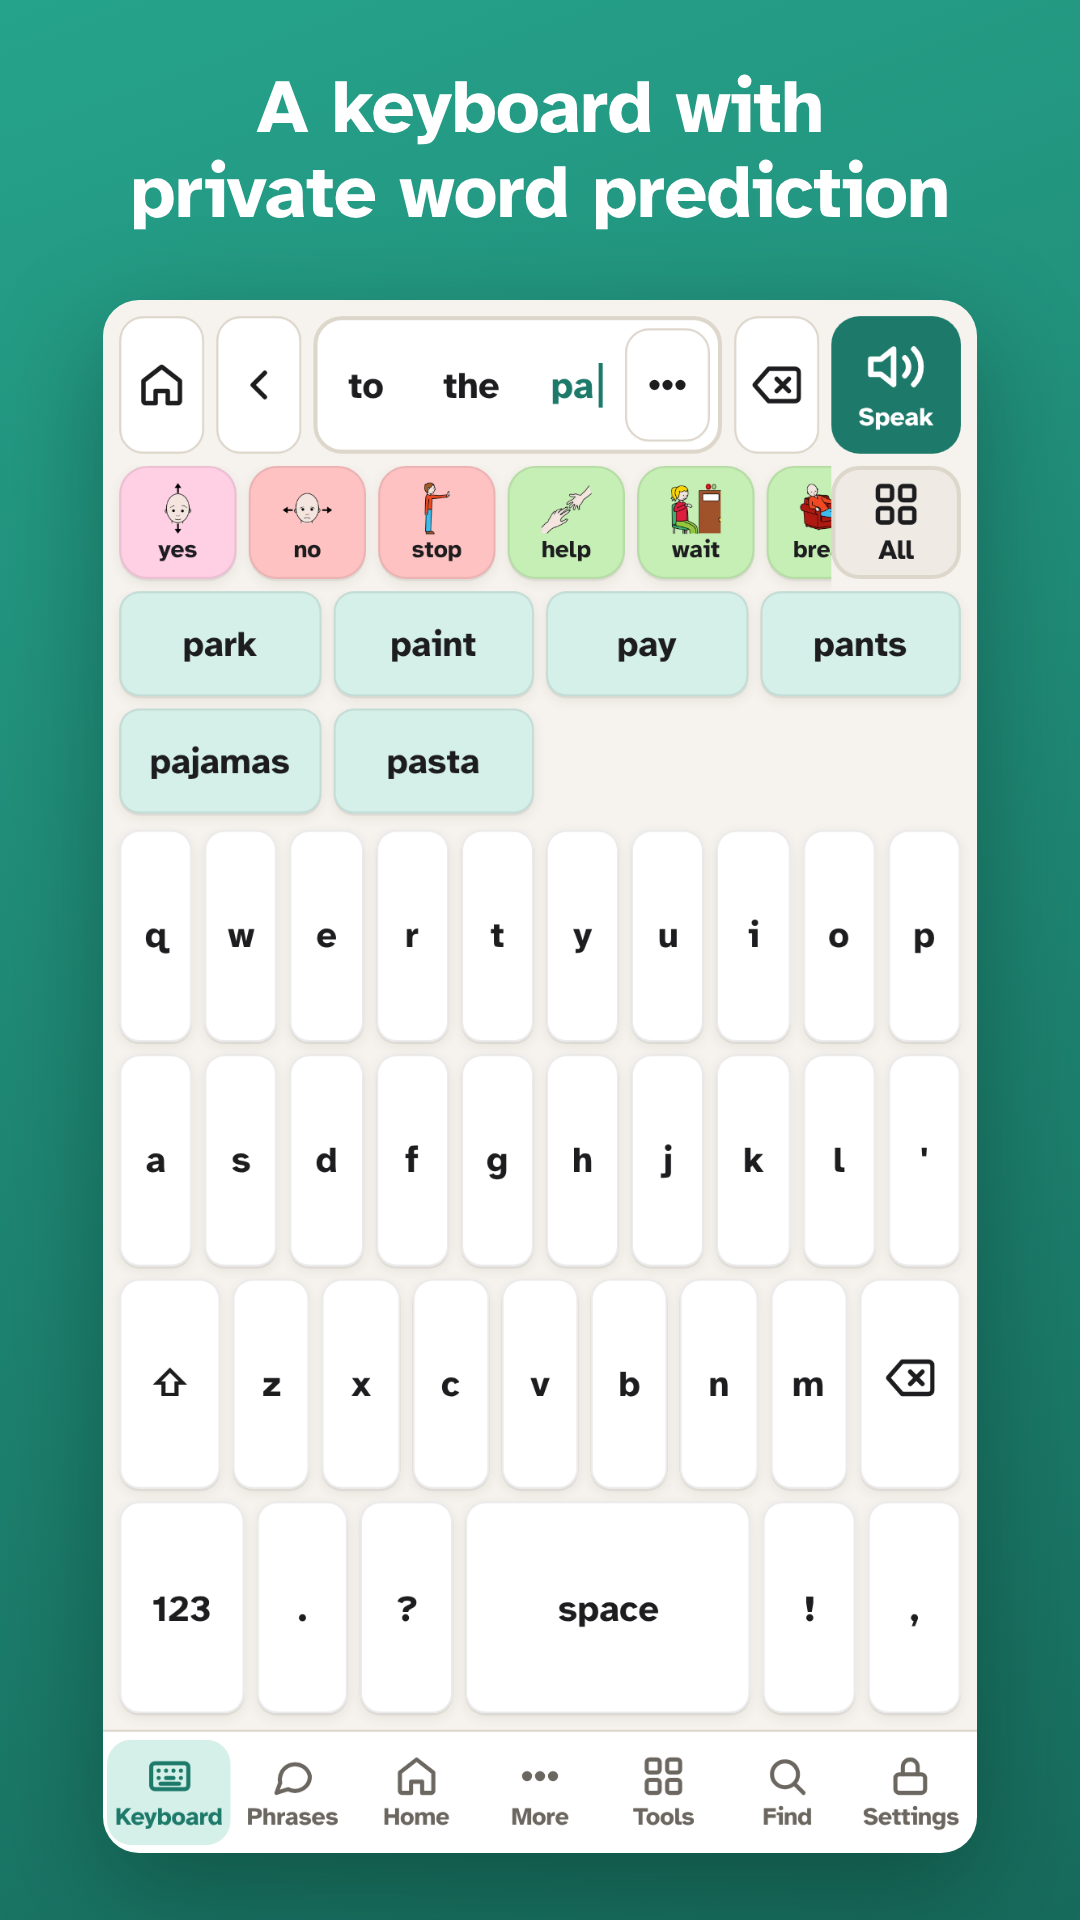 A keyboard with
private word prediction
to the pa
Speak
yes no stop help wait bre All
park paint pay pants
pajamas pasta
q w e r t y u i o p
a s d f g h j k l '
z x c v b n m
123 . ? space ! ,
Keyboard Phrases Home More Tools Find Settings